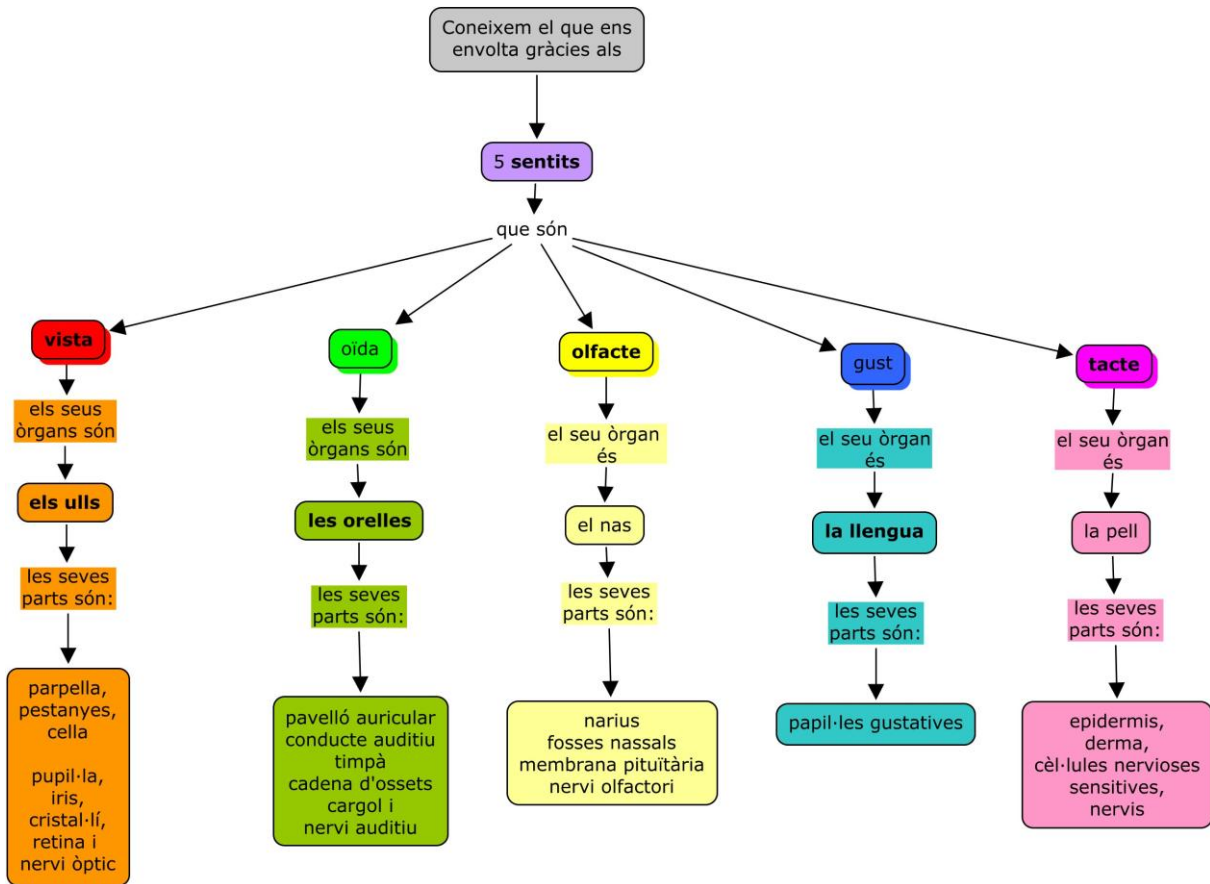 Coneixem el que ens
envolta gràcies als
5 sentits
que són
vista
els seus
òrgans són
els ulls
les seves
parts són:
parpella,
pestanyes,
cella
pupil·la,
iris,
cristal·lí,
retina i
nervi òptic
oïda
els seus
òrgans són
les orelles
les seves
parts són:
pavelló auricular
conducte auditiu
timpà
cadena d'ossets
cargol i
nervi auditiu
olfacte
el seu òrgan
és
el nas
les seves
parts són:
narius
fosses nassals
membrana pituïtària
nervi olfactori
gust
el seu òrgan
és
la llengua
les seves
parts són:
papil·les gustatives
tacte
el seu òrgan
és
la pell
les seves
parts són:
epidermis,
derma,
cèl·lules nervioses
sensitives,
nervis